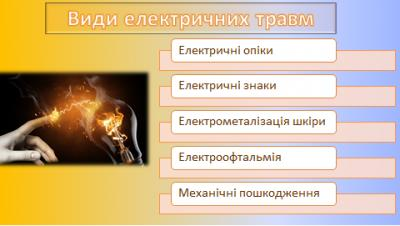 Види електричних травм
Електричні опіки
Електричні знаки
Електрометалізація шкіри
Електроофтальмія
Механічні пошкодження